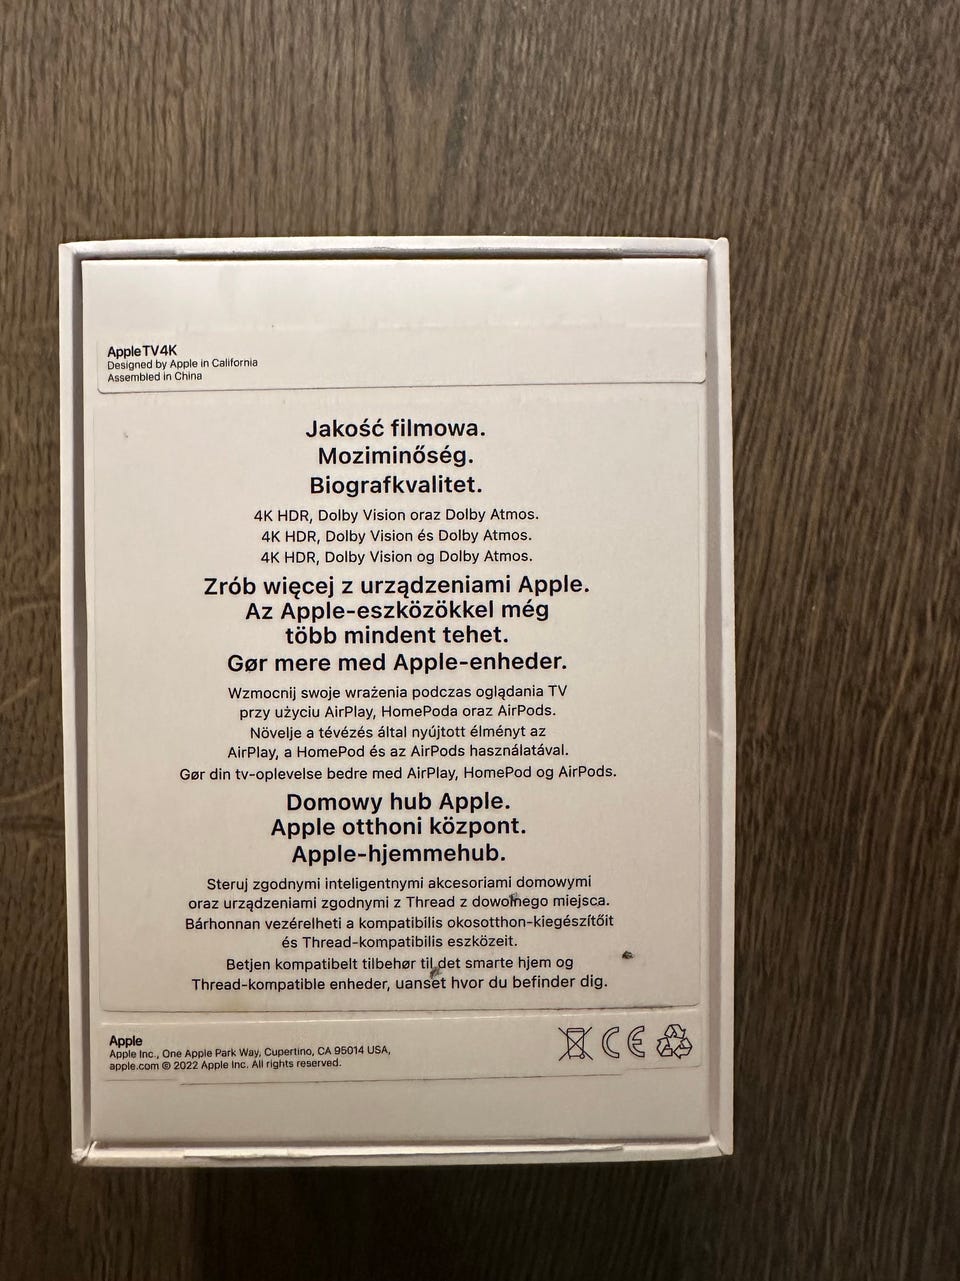 Apple TV 4K
Designed by Apple in California
Assembled in China
Jakość filmowa.
Moziminőség.
Biografkvalitet.
4K HDR, Dolby Vision oraz Dolby Atmos.
4K HDR, Dolby Vision és Dolby Atmos.
4K HDR, Dolby Vision og Dolby Atmos.
Zrób więcej z urządzeniami Apple.
Az Apple-eszközökkel még
több mindent tehet.
Gør mere med Apple-enheder.
Wzmocnij swoje wrażenia podczas oglądania TV
przy użyciu AirPlay, HomePoda oraz AirPods.
Növelje a tévézés által nyújtott élményt az
AirPlay, a HomePod és az AirPods használatával.
Gør din tv-oplevelse bedre med AirPlay, HomePod og AirPods.
Domowy hub Apple.
Apple otthoni központ.
Apple-hjemmehub.
Steruj zgodnymi inteligentnymi akcesoriami domowymi
oraz urządzeniami zgodnymi z Thread z dowolnego miejsca.
Bárhonnan vezérelheti a kompatibilis okosotthon-kiegészítőit
és Thread-kompatibilis eszközeit.
Betjen kompatibelt tilbehør til det smarte hjem og
Thread-kompatible enheder, uanset hvor du befinder dig.
Apple
Apple Inc., One Apple Park Way, Cupertino, CA 95014 USA,
apple.com © 2022 Apple Inc. All rights reserved.
CE